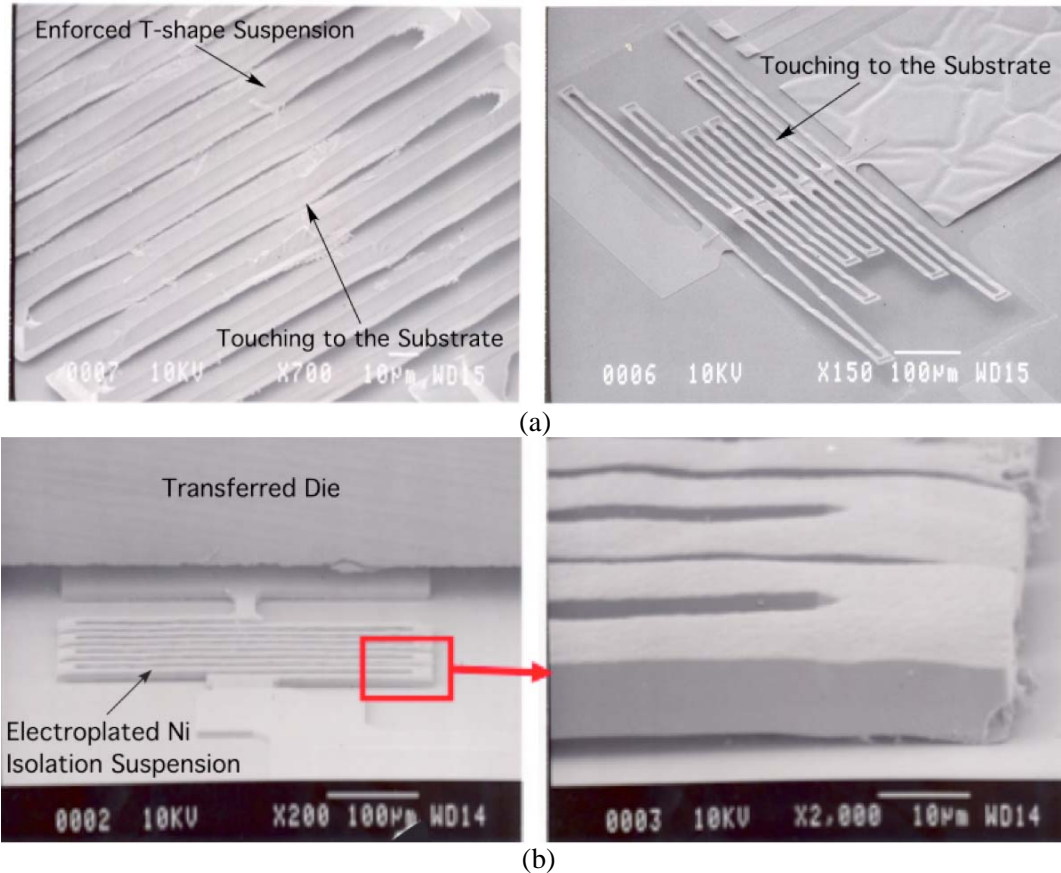 Enforced T-shape Suspension
Touching to the Substrate
0007 10KV X700 10μm WD15
Touching to the Substrate
0006 10KV X150 100μm WD15
(a)
Transferred Die
Electroplated Ni
Isolation Suspension
0002 10KV X200 100μm WD14
0003 10KV X2,000 10μm WD14
(b)